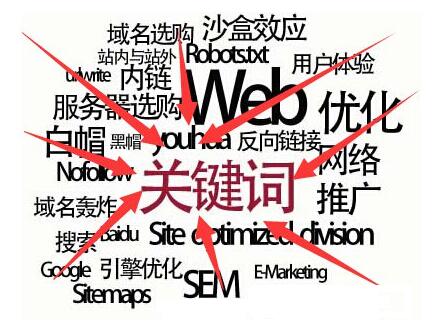 域名选购 沙盒效应
站内与站外 Robots.txt 用户体验
urlwrite 内链
服务器选购 Web 优化
白帽 黑帽 youhua 反向链接
Nofollow 关键词 网络
域名轰炸 推广
搜索 Baidu Site optimized division
Google 引擎优化 E-Marketing
Sitemaps SEM